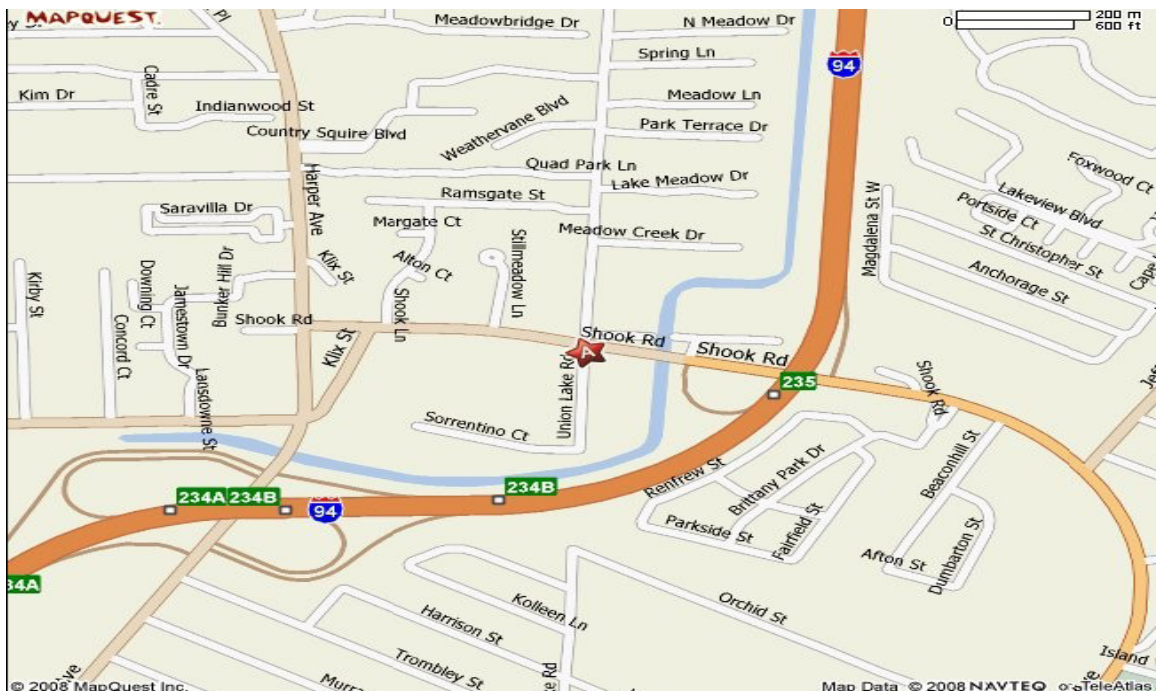 MAPQUEST.
Meadowbridge Dr
N Meadow Dr
200 m
0
600 ft
Spring Ln
94
Cadre St
Kim Dr
Indianwood St
Meadow Ln
Country Squire Blvd
Weathervane Blvd
Park Terrace Dr
Quad Park Ln
Harper Ave
Lake Meadow Dr
Foxwood Ct
Lakeview Blvd
Ramsgate St
Saravilla Dr
Margate Ct
Portside Ct
Magdalena St W
St Christopher St
Meadow Creek Dr
Stillmeadow Ln
Alton Ct
Klix St
Anchorage St
Kirby St
Downing Ct
Bunker Hill Dr
Jamestown Dr
Concord Ct
Shook Ln
Shook Rd
Klix St
Shook Rd
A
Shook Rd
235
Shook Rd
Union Lake Rd
Lansdowne St
Sorrentino Ct
Beaconhill St
Renfrew St
Brittany Park Dr
234A
234B
234B
94
Parkside St
Fairfield St
Afton St
Dumbarton St
34A
Kolleen Ln
Orchid St
Harrison St
Trombley St
Island
© 2008 MapQuest Inc.
Map Data © 2008 NAVTEQ or TeleAtlas